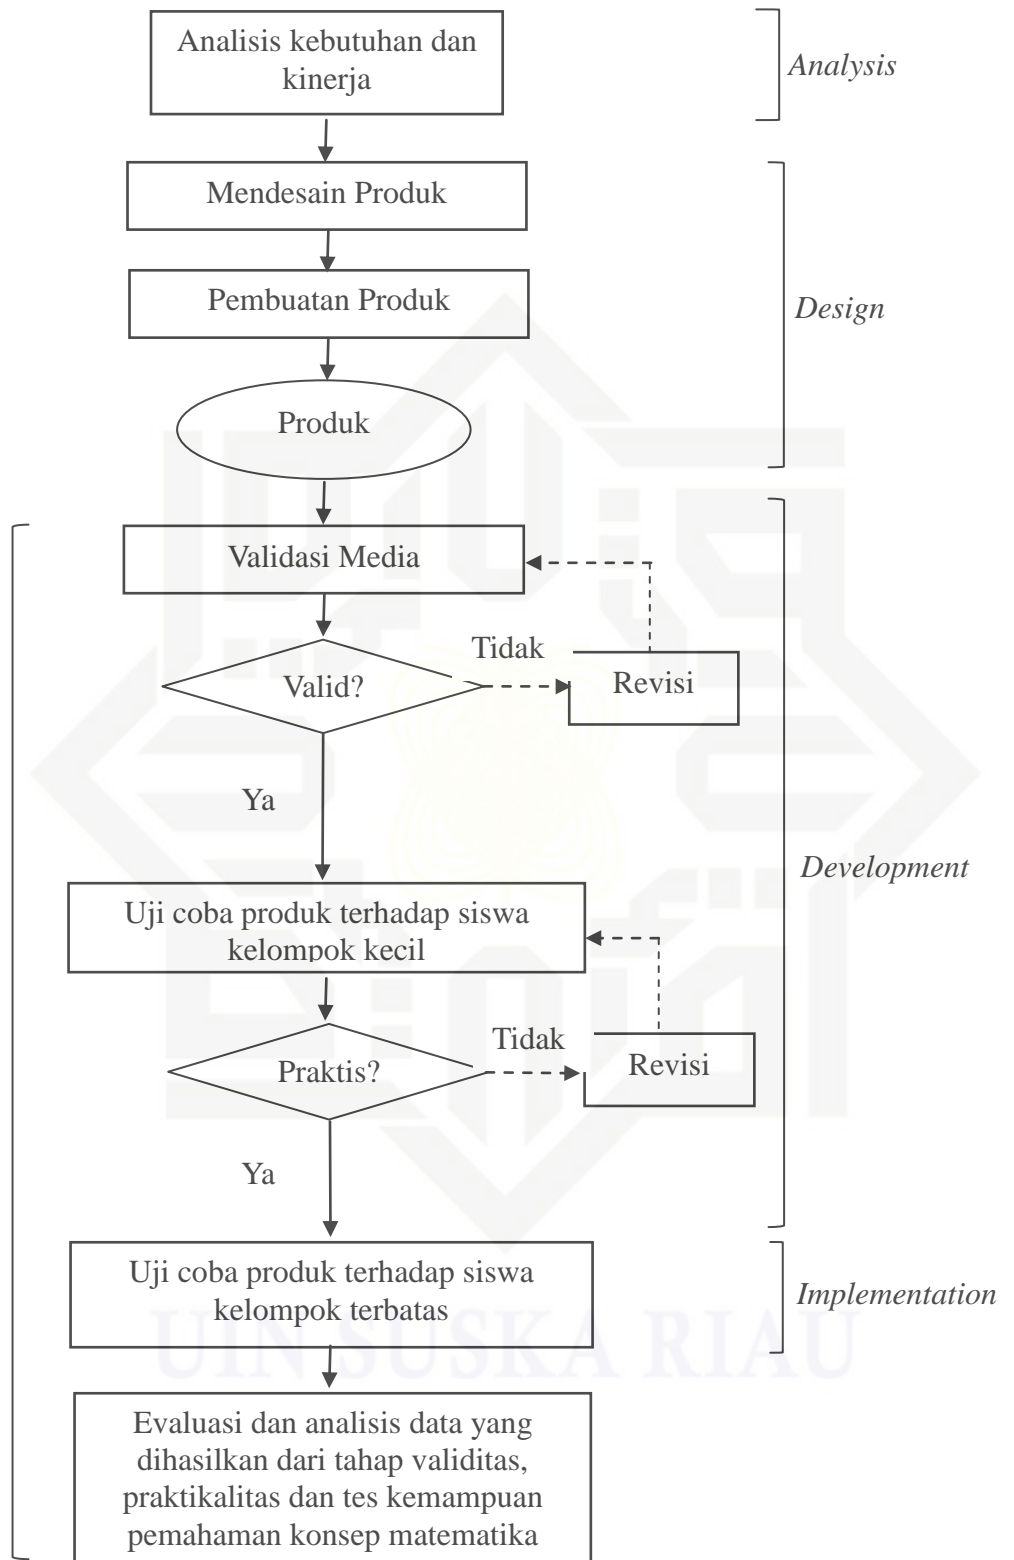 Analisis kebutuhan dan
kinerja
Analysis
Mendesain Produk
Pembuatan Produk
Design
Produk
Validasi Media
Tidak
Valid?
Revisi
Ya
Development
Uji coba produk terhadap siswa
kelompok kecil
Tidak
Praktis?
Revisi
Ya
Uji coba produk terhadap siswa
kelompok terbatas
Implementation
UIN SUSKA RIAU
Evaluasi dan analisis data yang
dihasilkan dari tahap validitas,
praktikalitas dan tes kemampuan
pemahaman konsep matematika